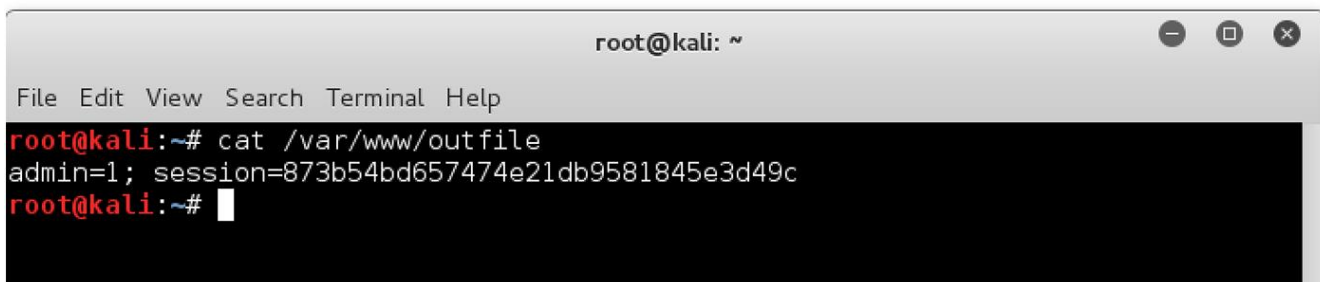 root@kali: ~
File Edit View Search Terminal Help
root@kali:~# cat /var/www/outfile
admin=1; session=873b54bd657474e21db9581845e3d49c
root@kali:~#